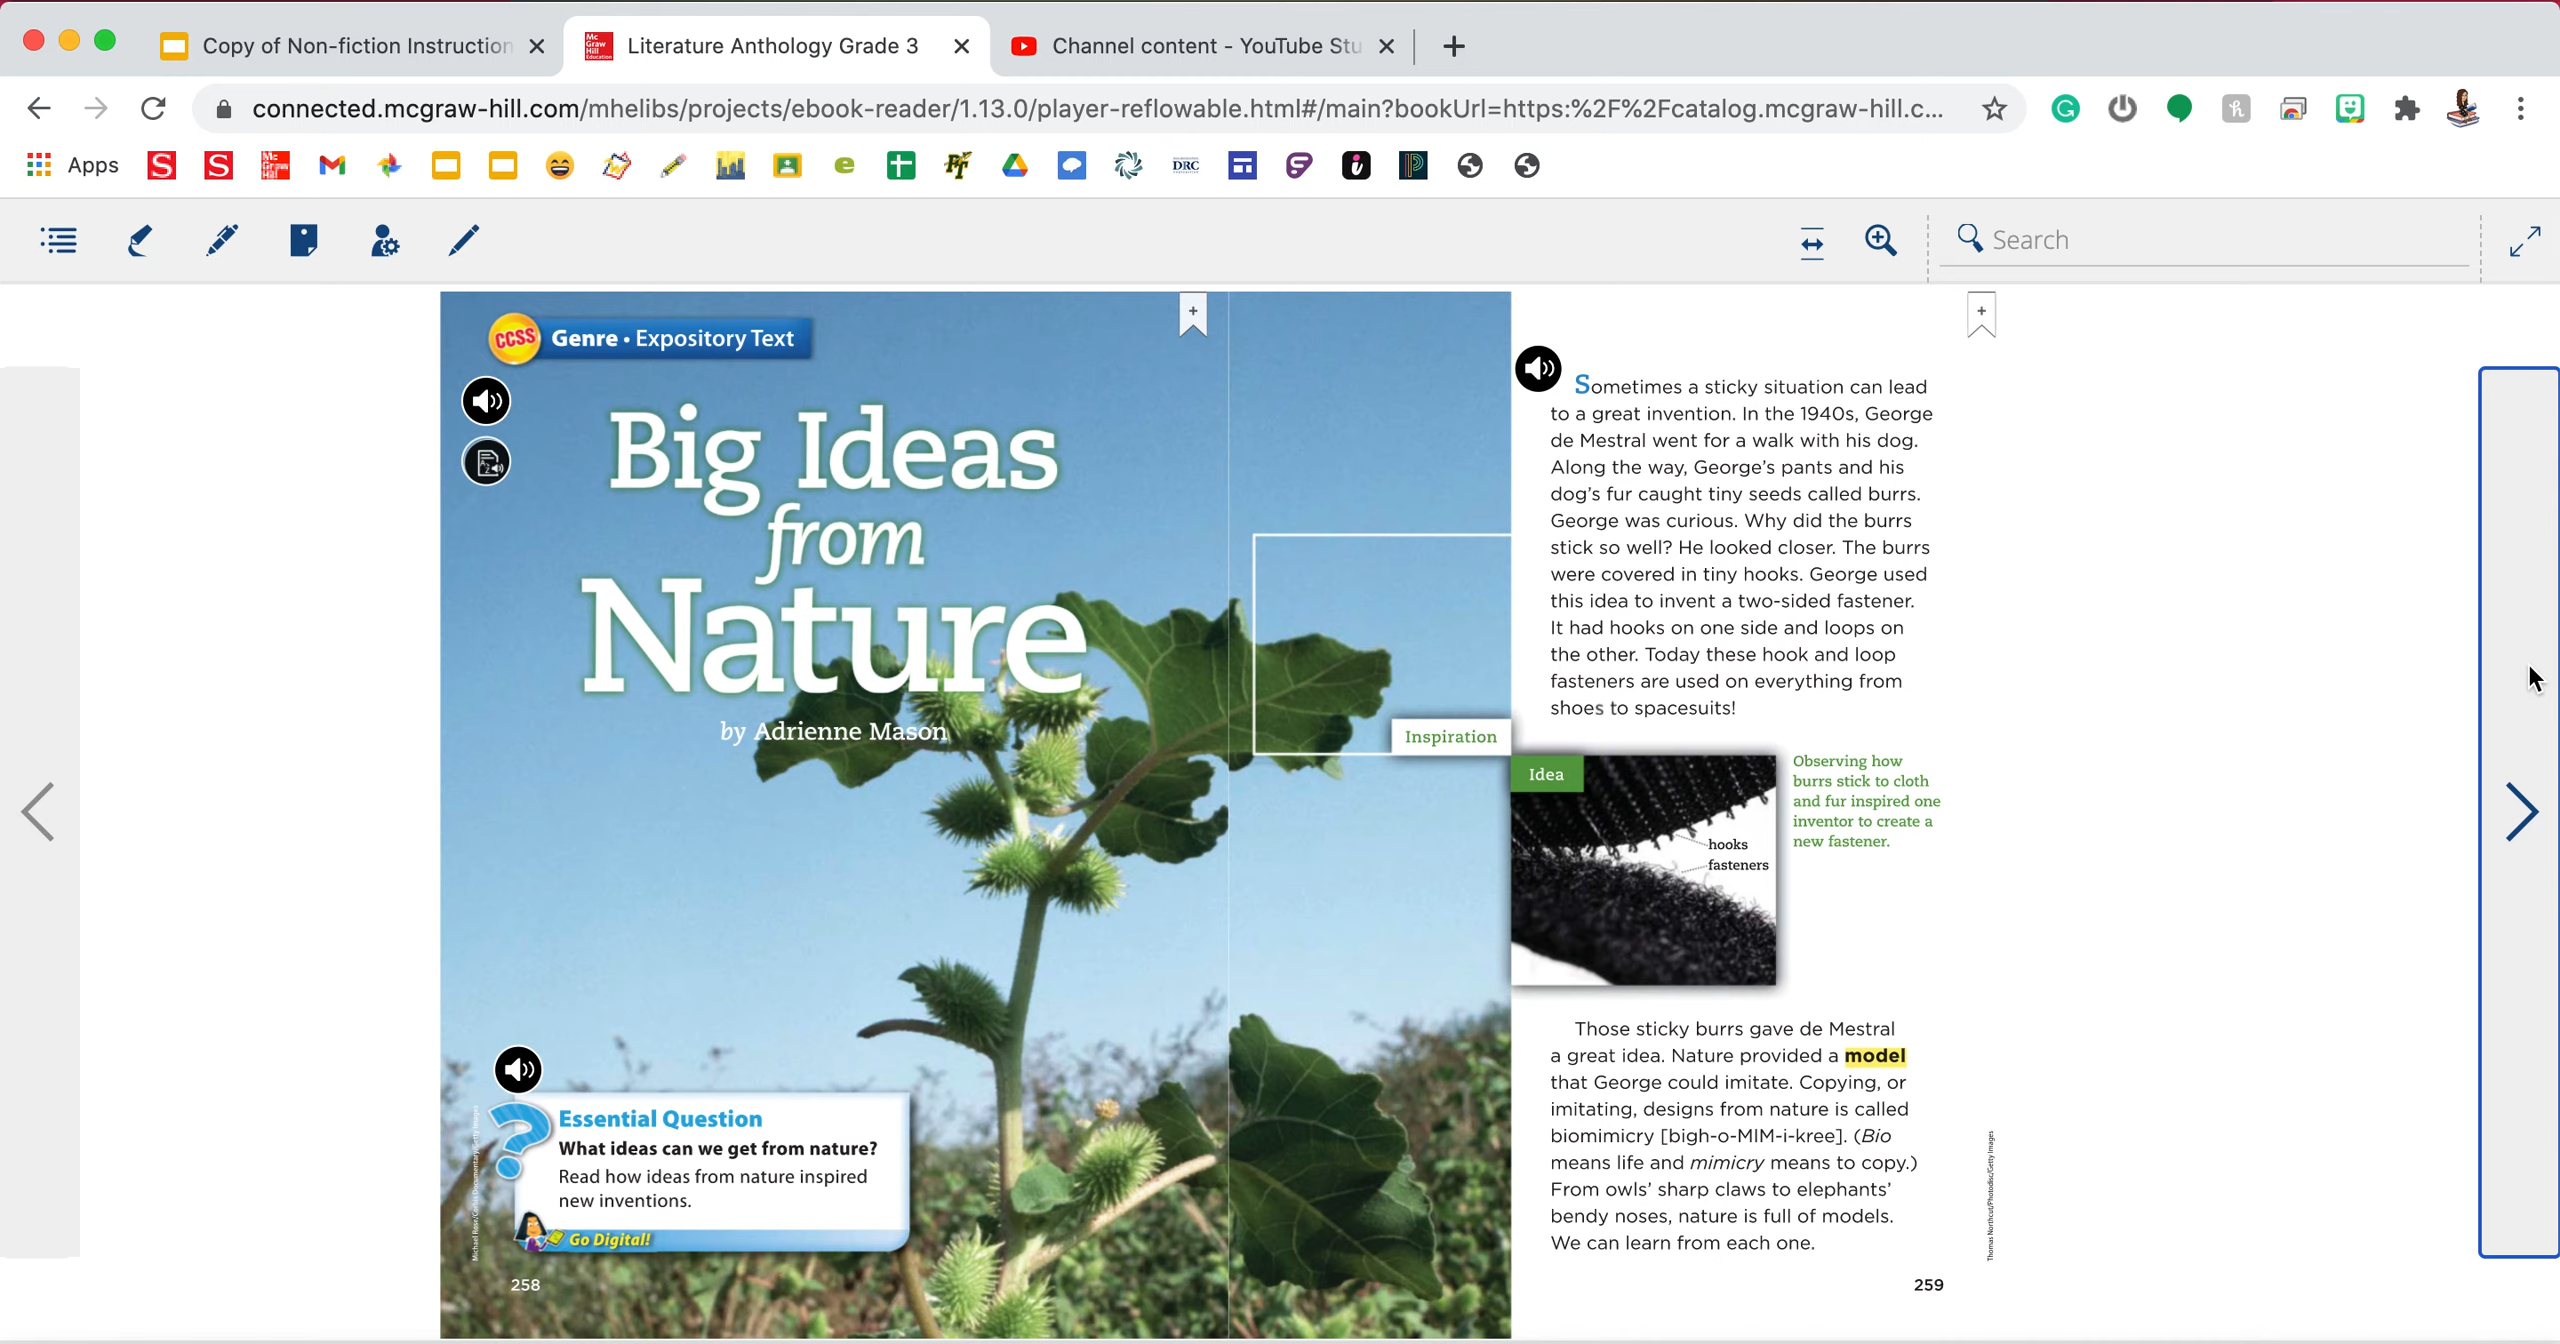 Copy of Non-fiction Instruction
Literature Anthology Grade 3
Channel content - YouTube Stu
connected.mcgraw-hill.com/mhelibs/projects/ebook-reader/1.13.0/player-reflowable.html#/main?bookUrl=https:%2F%2Fcatalog.mcgraw-hill.c...
Apps
DRC
Search
CCSS
Genre • Expository Text
Big Ideas
from
Nature
by Adrienne Mason
Essential Question
What ideas can we get from nature?
Read how ideas from nature inspired
new inventions.
Go Digital!
258
Inspiration
Sometimes a sticky situation can lead
to a great invention. In the 1940s, George
de Mestral went for a walk with his dog.
Along the way, George's pants and his
dog's fur caught tiny seeds called burrs.
George was curious. Why did the burrs
stick so well? He looked closer. The burrs
were covered in tiny hooks. George used
this idea to invent a two-sided fastener.
It had hooks on one side and loops on
the other. Today these hook and loop
fasteners are used on everything from
shoes to spacesuits!
Idea
hooks
fasteners
Observing how
burrs stick to cloth
and fur inspired one
inventor to create a
new fastener.
Those sticky burrs gave de Mestral
a great idea. Nature provided a model
that George could imitate. Copying, or
imitating, designs from nature is called
biomimicry [bigh-o-MIM-i-kree]. (Bio
means life and mimicry means to copy.)
From owls' sharp claws to elephants'
bendy noses, nature is full of models.
We can learn from each one.
259
Thomas Northcut/Photodisc/Getty Images